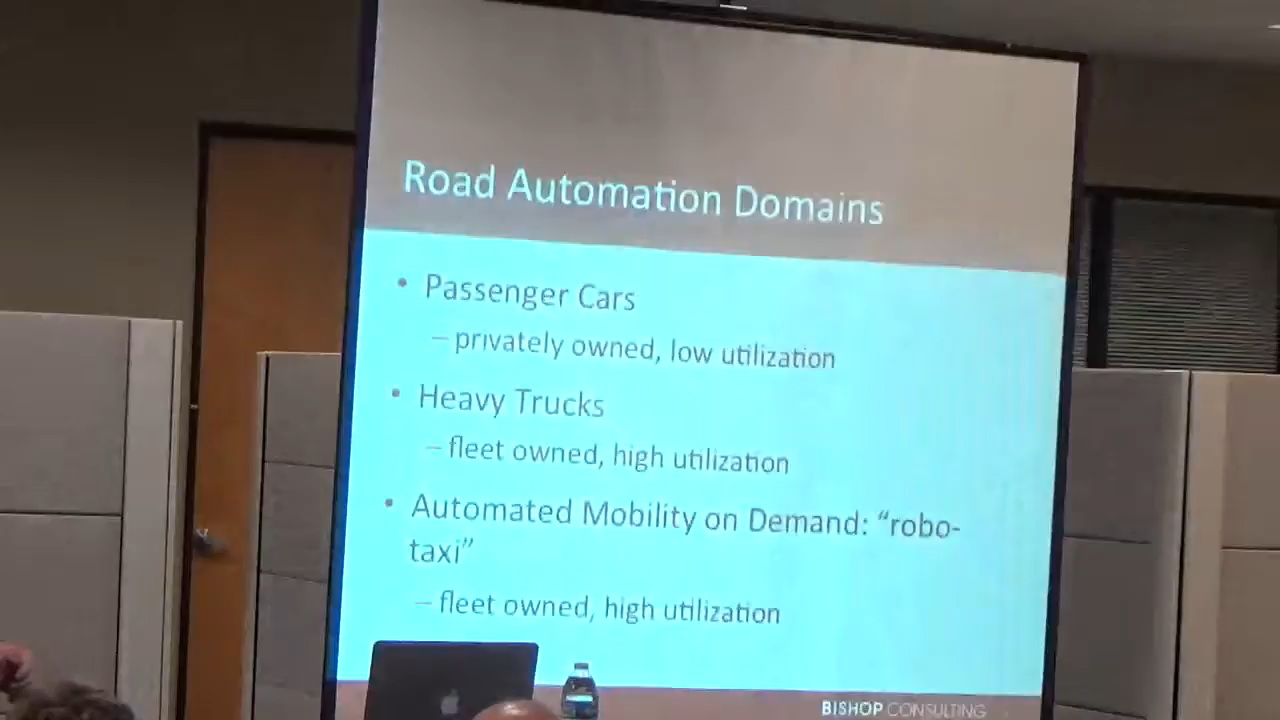 Road Automation Domains
• Passenger Cars
– privately owned, low utilization
• Heavy Trucks
– fleet owned, high utilization
• Automated Mobility on Demand: “robo-
taxi”
– fleet owned, high utilization
BISHOP CONSULTING